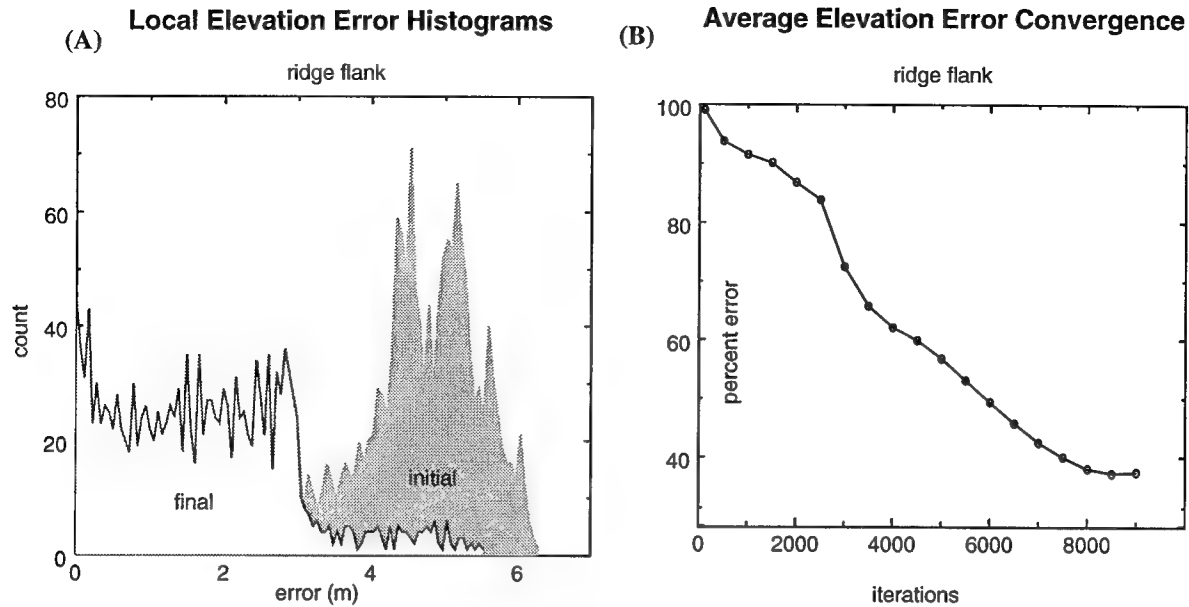 (A)
Local Elevation Error Histograms
ridge flank
80
60
40
20
0
count
initial
final
0 2 4 6
error (m)
(B)
Average Elevation Error Convergence
ridge flank
100
80
60
40
percent error
0 2000 4000 6000 8000
iterations